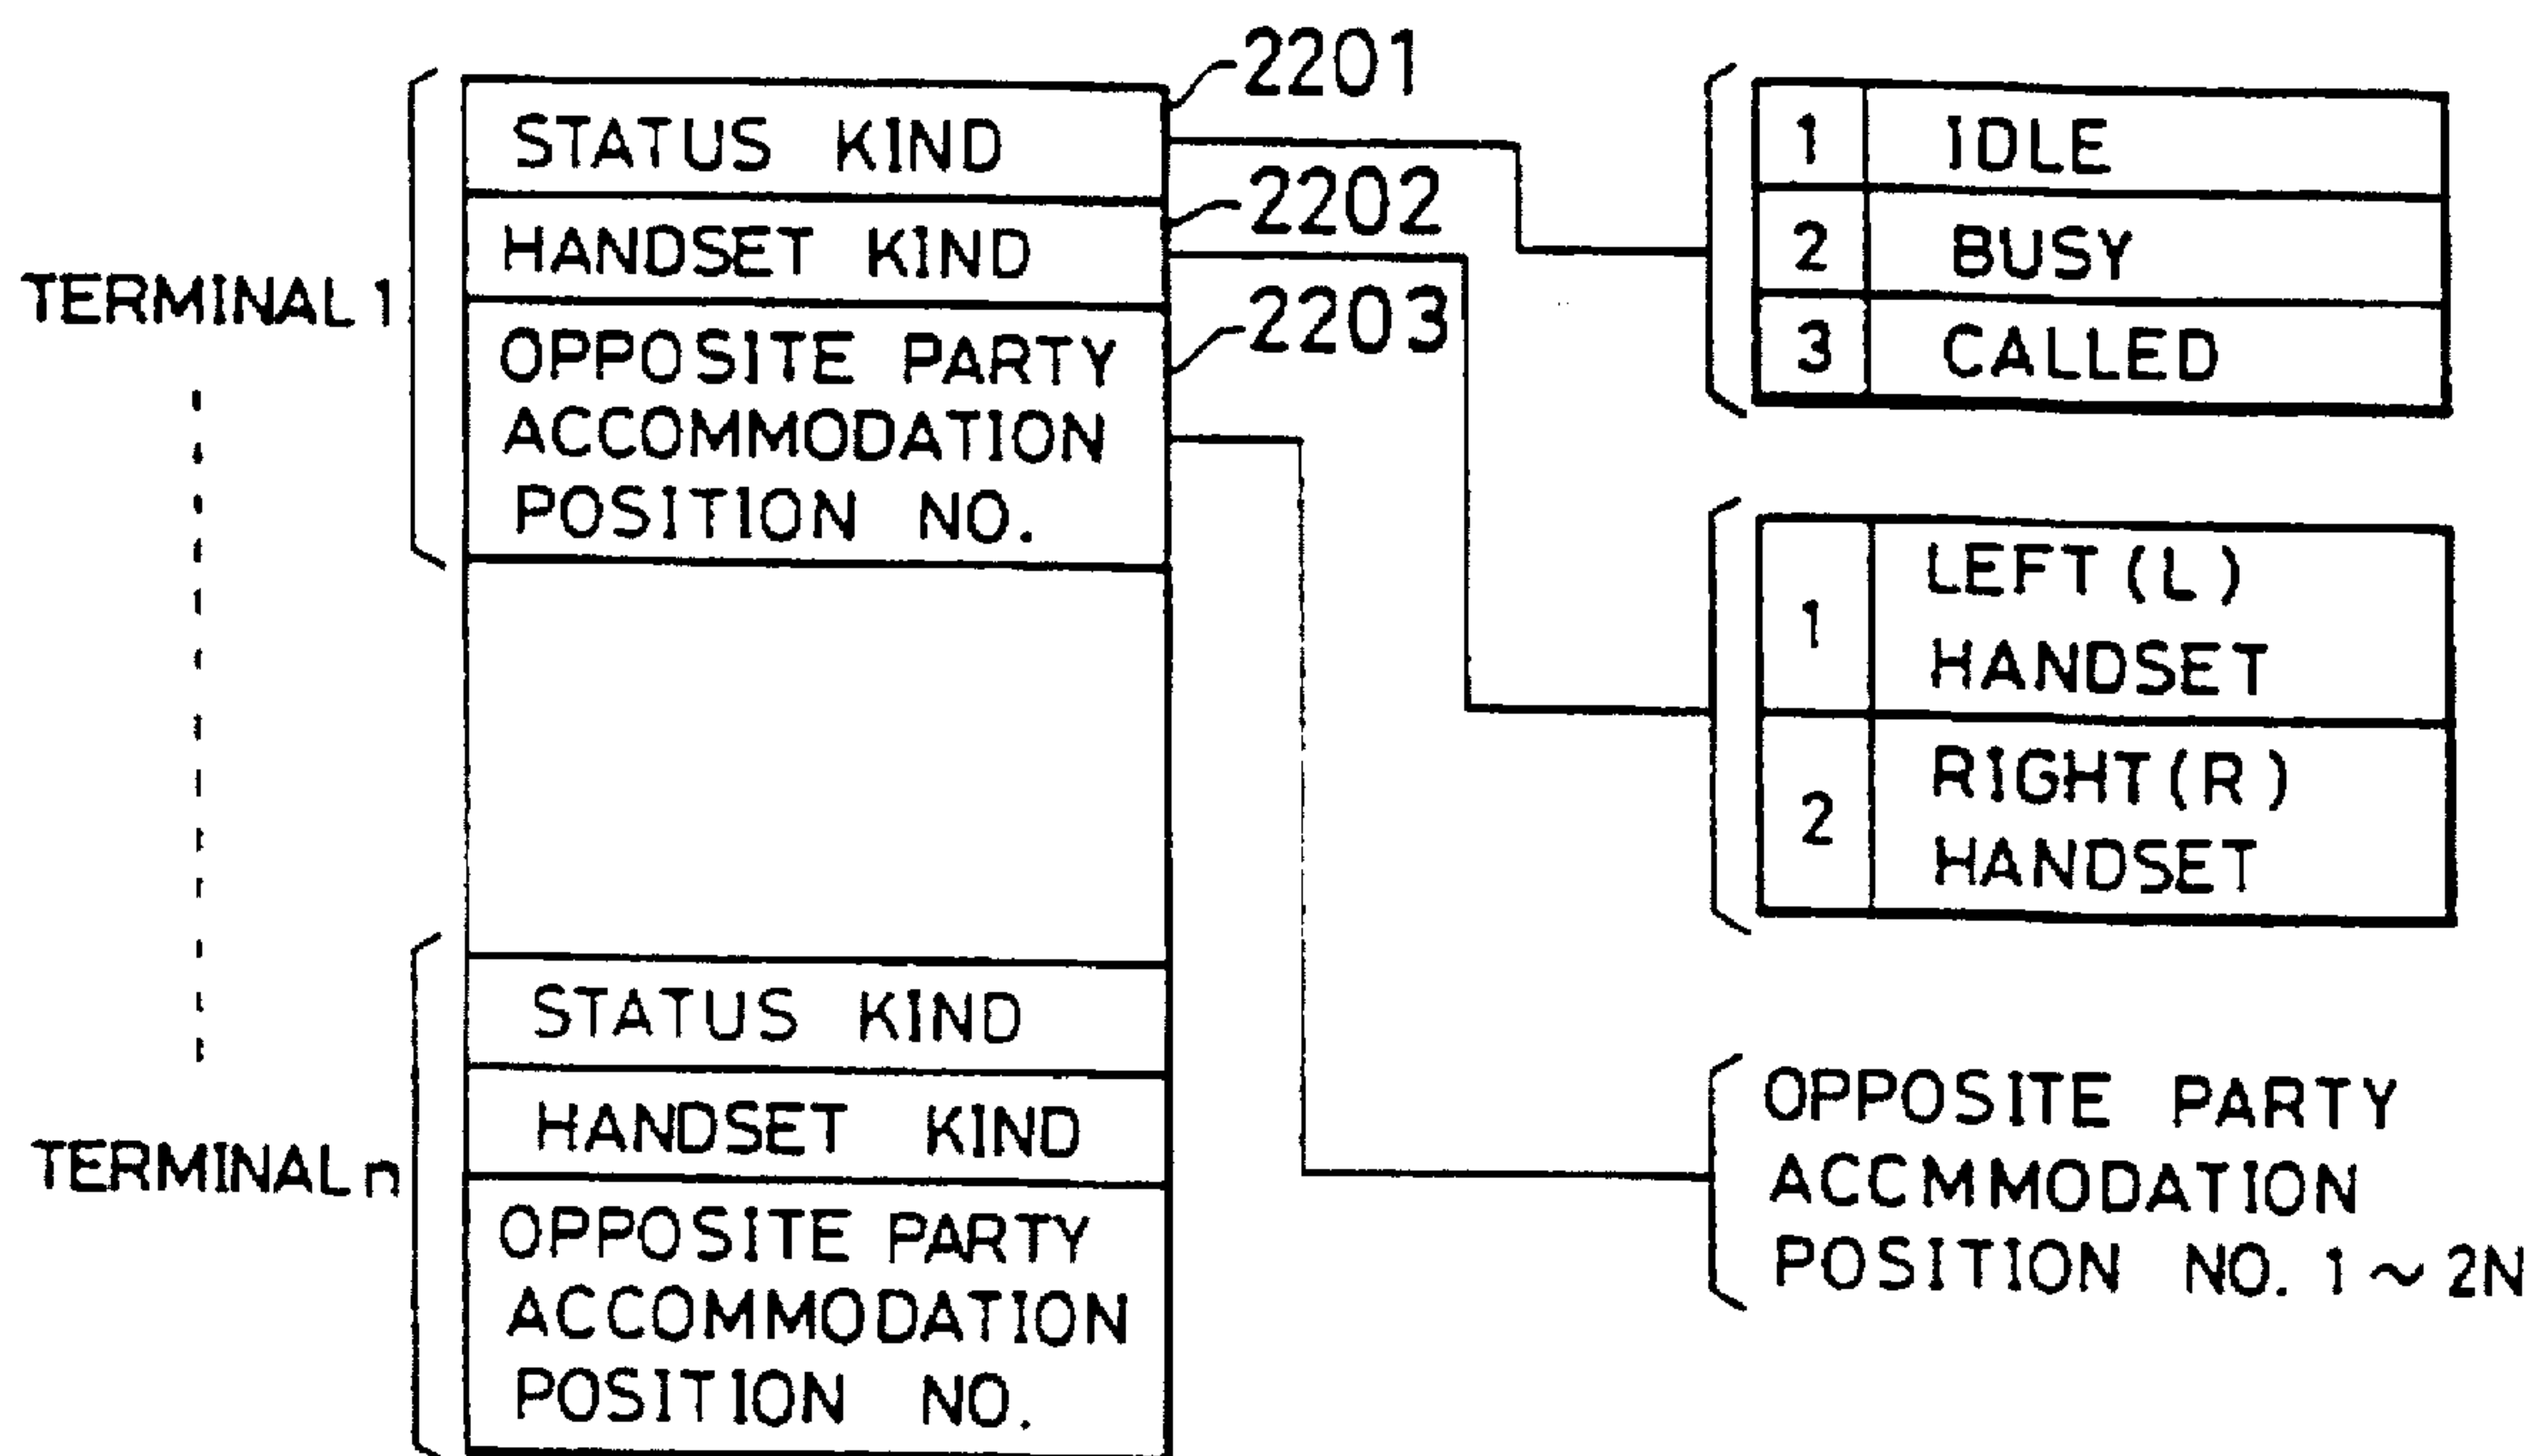 2201
STATUS KIND
2202
HANDSET KIND
2203
TERMINAL 1
OPPOSITE PARTY
ACCOMMODATION
POSITION NO.
1 IDLE
2 BUSY
3 CALLED
1 LEFT (L)
HANDSET
2 RIGHT (R)
HANDSET
STATUS KIND
HANDSET KIND
TERMINAL n
OPPOSITE PARTY
ACCOMMODATION
POSITION NO.
OPPOSITE PARTY
ACCMMODATION
POSITION NO. 1 ~ 2N